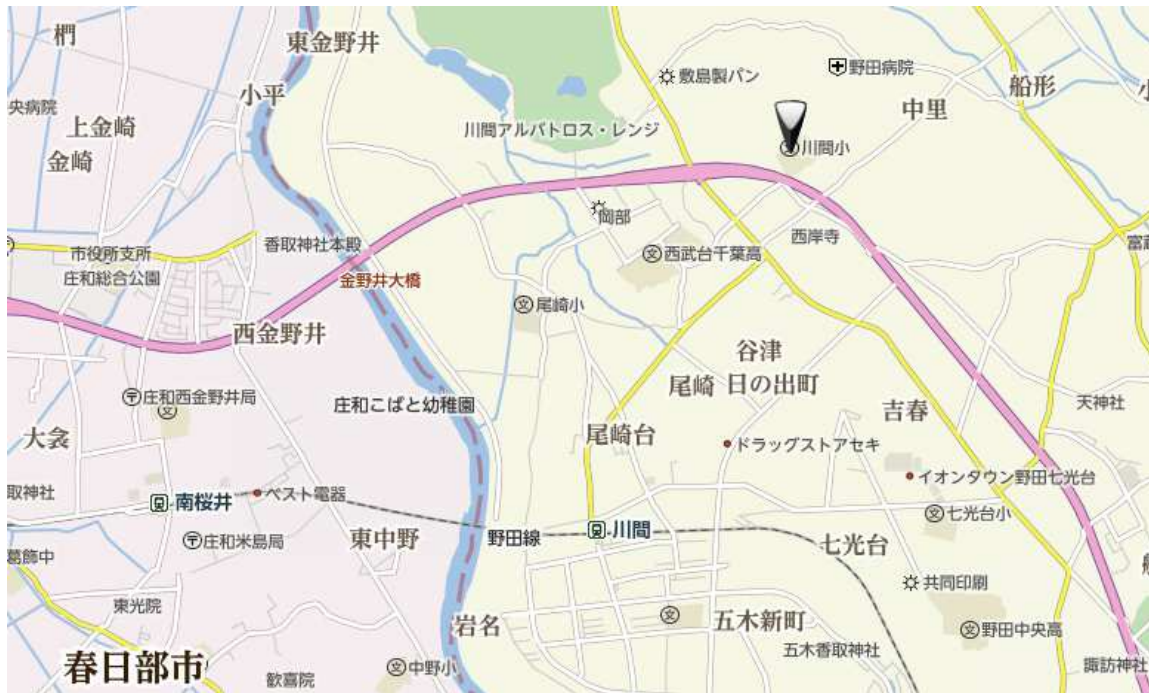 東金野井
椚
敷島製パン
野田病院
船形
小平
央病院
中里
上金崎
川間アルバトロス・レンジ
川間小
金崎
岡部
西岸寺
香取神社本殿
市役所支所
西武台千葉高
庄和総合公園
金野井大橋
尾崎小
西金野井
谷津
尾崎
日の出町
庄和西金野井局
庄和こばと幼稚園
吉春
天神社
大衾
尾崎台
ドラッグストアセキ
イオンタウン野田七光台
取神社
南桜井
ベスト電器
七光台小
川間
野田線
庄和米島局
東中野
七光台
葛飾中
共同印刷
東光院
岩名
五木新町
野田中央高
五木香取神社
春日部市
中野小
歓喜院
諏訪神社